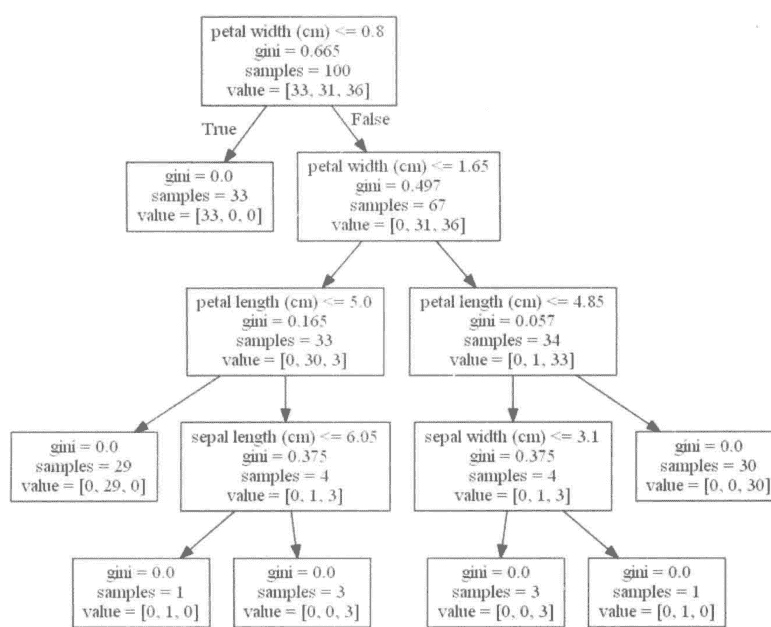 petal width (cm) <= 0.8
gini = 0.665
samples = 100
value = [33, 31, 36]
True
False
gini = 0.0
samples = 33
value = [33, 0, 0]
petal width (cm) <= 1.65
gini = 0.497
samples = 67
value = [0, 31, 36]
petal length (cm) <= 5.0
gini = 0.165
samples = 33
value = [0, 30, 3]
petal length (cm) <= 4.85
gini = 0.057
samples = 34
value = [0, 1, 33]
gini = 0.0
samples = 29
value = [0, 29, 0]
sepal length (cm) <= 6.05
gini = 0.375
samples = 4
value = [0, 1, 3]
sepal width (cm) <= 3.1
gini = 0.375
samples = 4
value = [0, 1, 3]
gini = 0.0
samples = 30
value = [0, 0, 30]
gini = 0.0
samples = 1
value = [0, 1, 0]
gini = 0.0
samples = 3
value = [0, 0, 3]
gini = 0.0
samples = 3
value = [0, 0, 3]
gini = 0.0
samples = 1
value = [0, 1, 0]